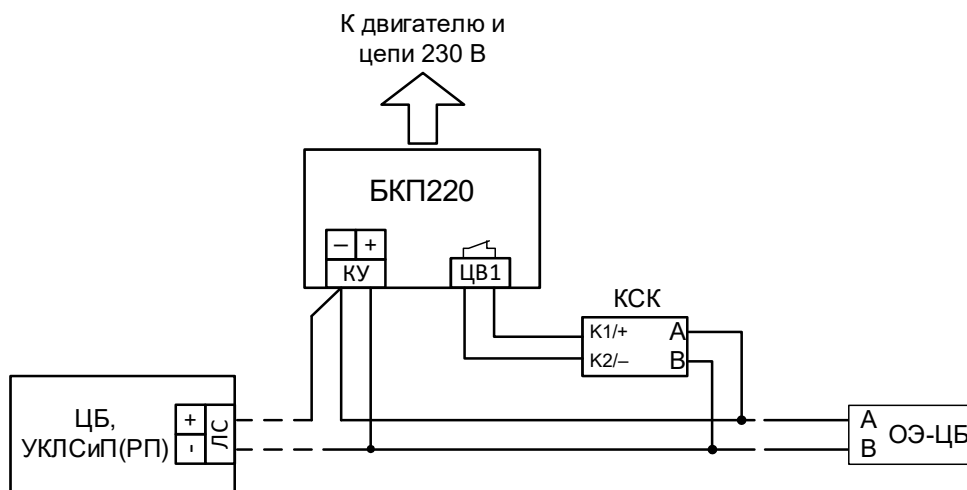 К двигателю и
цепи 230 В
БКП220
– +
КУ
ЦВ1
КСК
К1/+ А
К2/– В
ЦБ,
УКЛСиП(РП)
+
-
ЛС
А
В
ОЭ-ЦБ